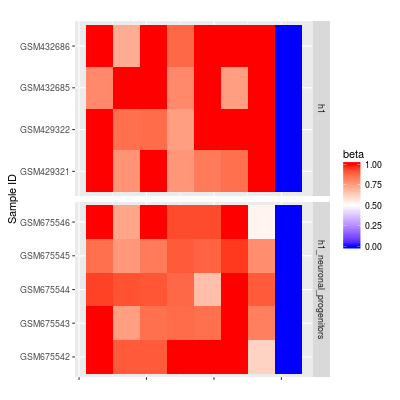 Sample ID
GSM432686
GSM432685
GSM429322
GSM429321
h1
GSM675546
GSM675545
GSM675544
GSM675543
GSM675542
h1_neuronal_progenitors
beta
1.00
0.75
0.50
0.25
0.00